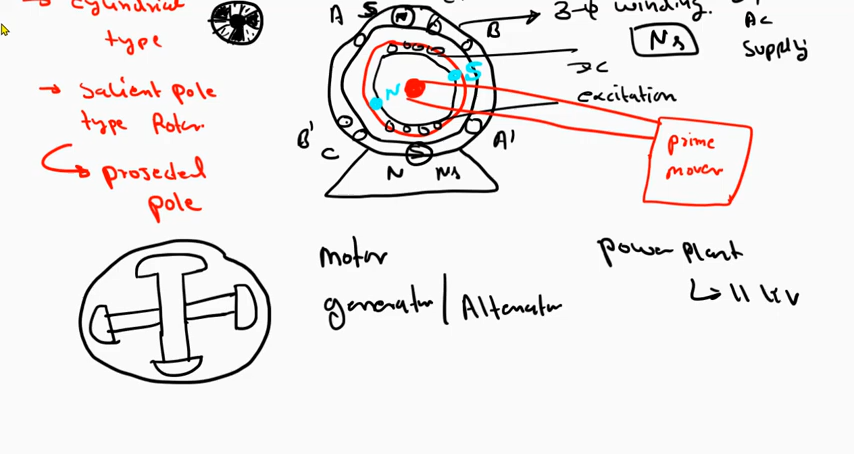 → cylindrical
type
→ Salient pole
type Rotor.
projected
pole
A S N
B
3-φ winding.
Ns
AC
Supply
S
N
DC
excitation
B'
C
S
A'
N Ns
prime
mover
motor
generator | Alternator
power plant
↳ 11 kv